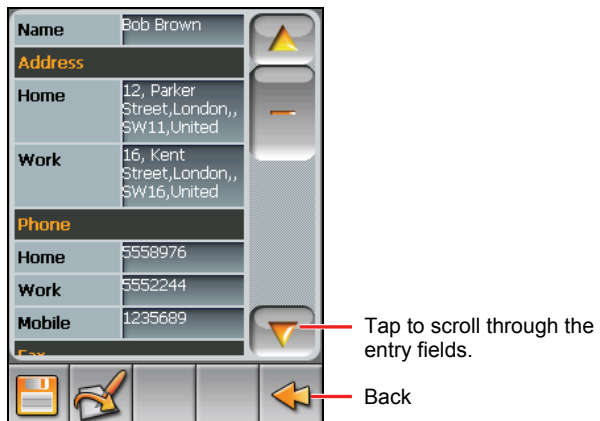 Name Bob Brown
Address
Home 12, Parker
Street,London,,
SW11,United
Work 16, Kent
Street,London,,
SW16,United
Phone
Home 5558976
Work 5552244
Mobile 1235689
Fax
Tap to scroll through the
entry fields.
Back